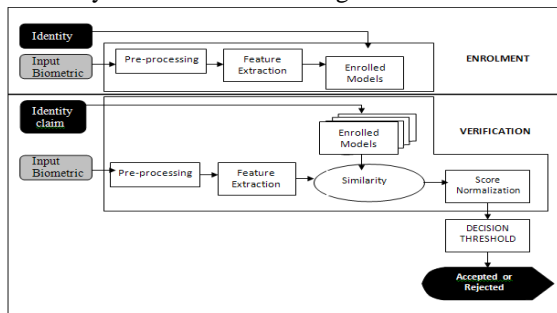 Identity
Input
Biometric
Pre-processing
Feature
Extraction
Enrolled
Models
ENROLMENT
Identity
claim
Enrolled
Models
VERIFICATION
Input
Biometric
Pre-processing
Feature
Extraction
Similarity
Score
Normalization
DECISION
THRESHOLD
Accepted or
Rejected